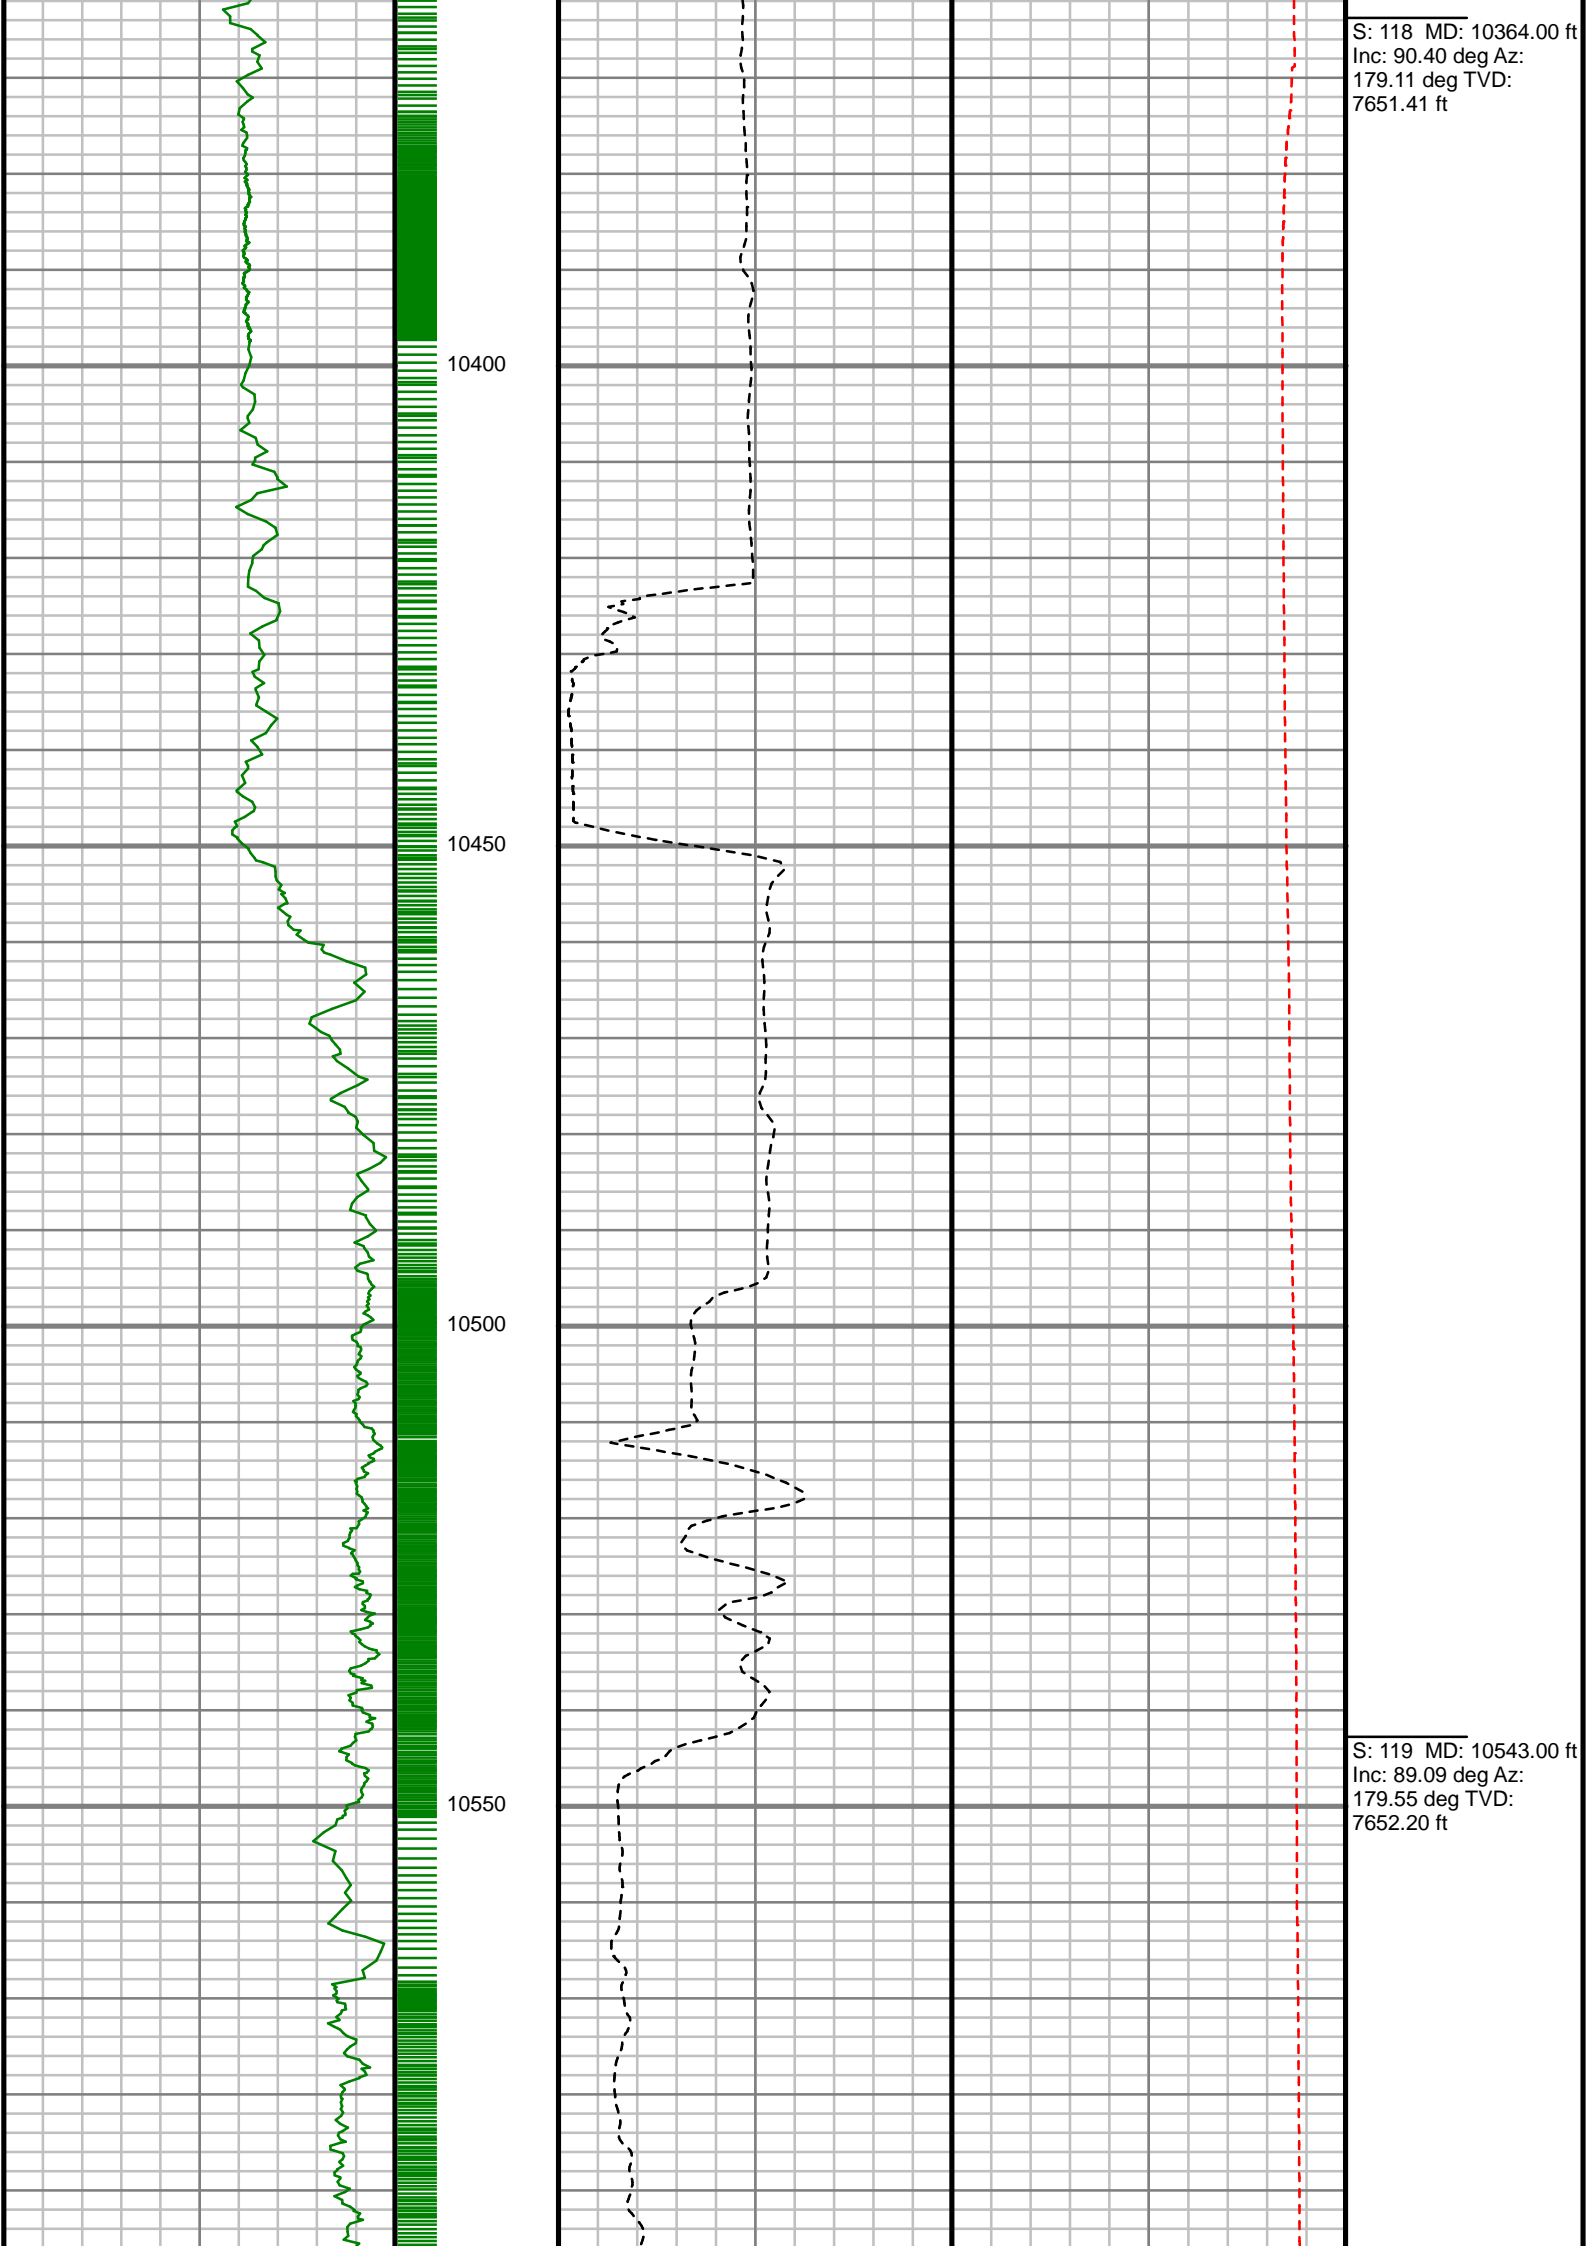 S: 118 MD: 10364.00 ft
Inc: 90.40 deg Az:
179.11 deg TVD:
7651.41 ft
10400
10450
10500
S: 119 MD: 10543.00 ft
Inc: 89.09 deg Az:
179.55 deg TVD:
7652.20 ft
10550